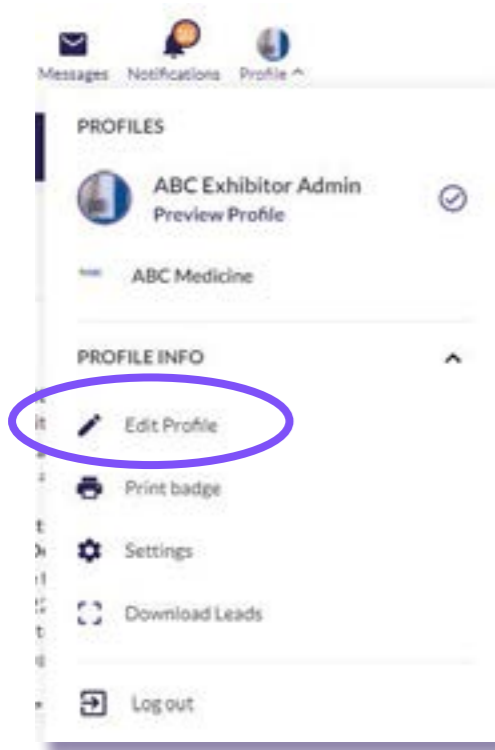 Messages Notifications Profile
PROFILES
ABC Exhibitor Admin
Preview Profile
ABC Medicine
PROFILE INFO
Edit Profile
Print badge
Settings
Download Leads
Log out